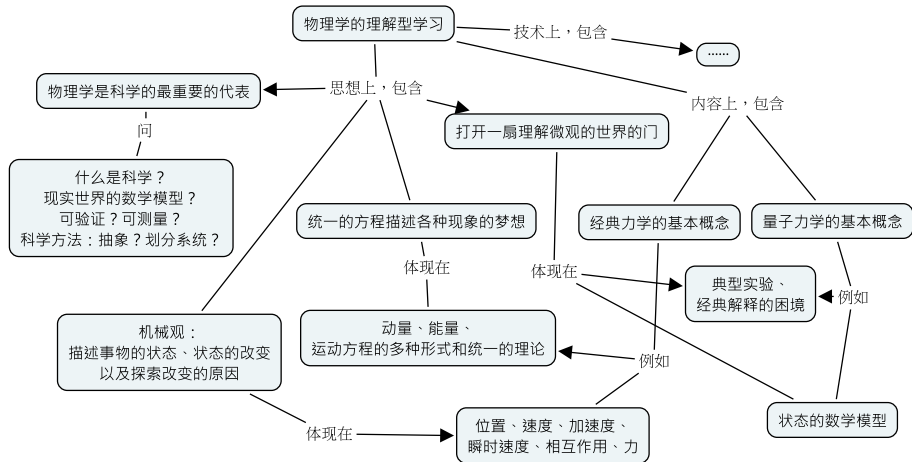 物理学的理解型学习
技术上，包含
……
物理学是科学的最重要的代表
思想上，包含
内容上，包含
问
打开一扇理解微观的世界的门
什么是科学？
现实世界的数学模型？
可验证？可测量？
科学方法：抽象？划分系统？
统一的方程描述各种现象的梦想
经典力学的基本概念
量子力学的基本概念
体现在
体现在
典型实验、
经典解释的困境
例如
机械观：
描述事物的状态、状态的改变
以及探索改变的原因
动量、能量、
运动方程的多种形式和统一的理论
例如
体现在
位置、速度、加速度、
瞬时速度、相互作用、力
状态的数学模型